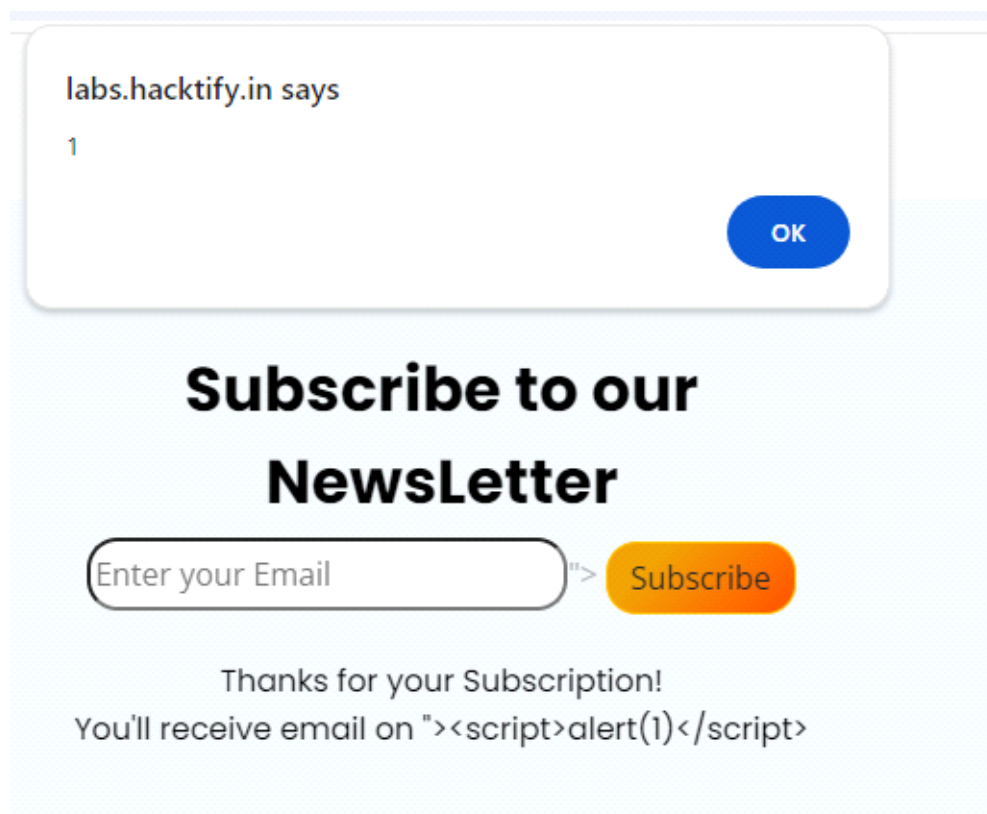 labs.hacktify.in says
1
OK
Subscribe to our
NewsLetter
Enter your Email "> Subscribe
Thanks for your Subscription!
You'll receive email on "><script>alert(1)</script>